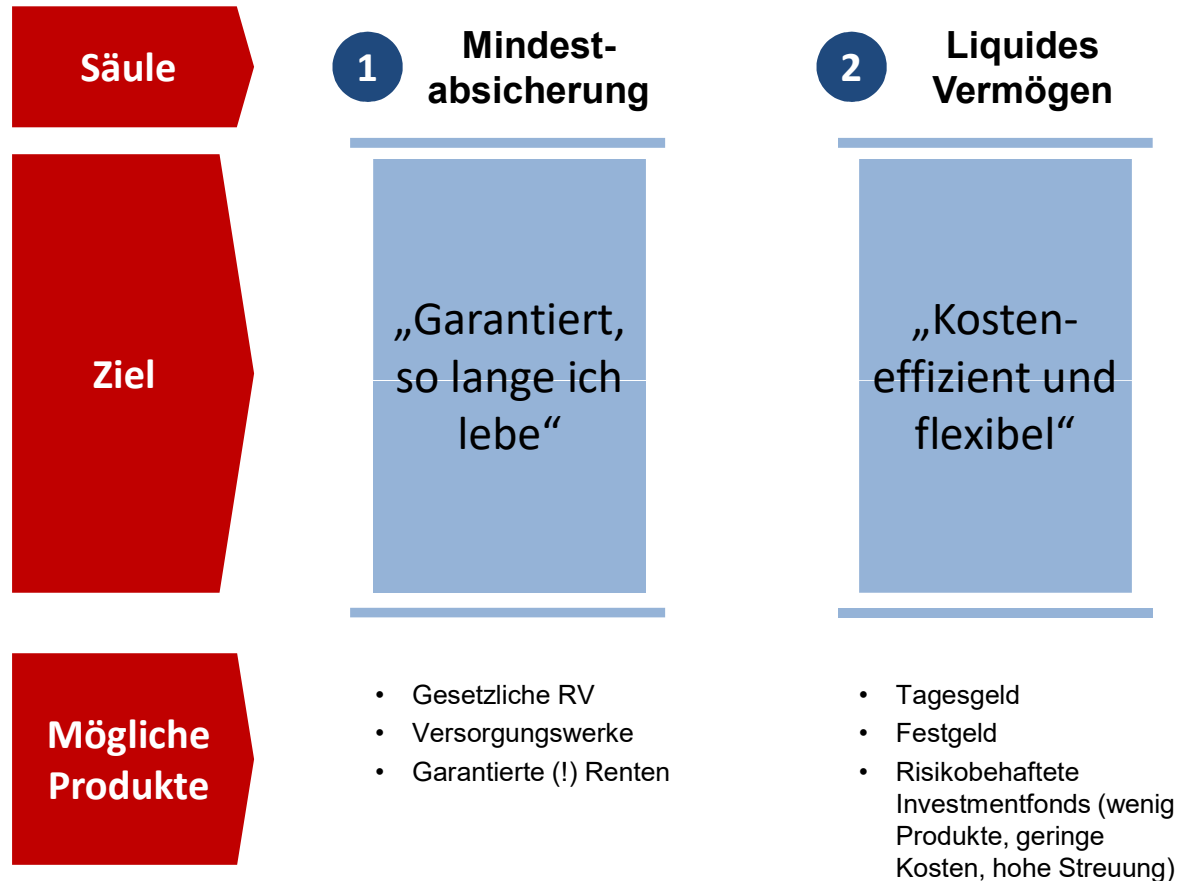 Säule
1
Mindest-
absicherung
2
Liquides
Vermögen
Ziel
„Garantiert,
so lange ich
lebe“
„Kosten-
effizient und
flexibel“
Mögliche
Produkte
• Gesetzliche RV
• Versorgungswerke
• Garantierte (!) Renten
• Tagesgeld
• Festgeld
• Risikobehaftete
Investmentfonds (wenig
Produkte, geringe
Kosten, hohe Streuung)